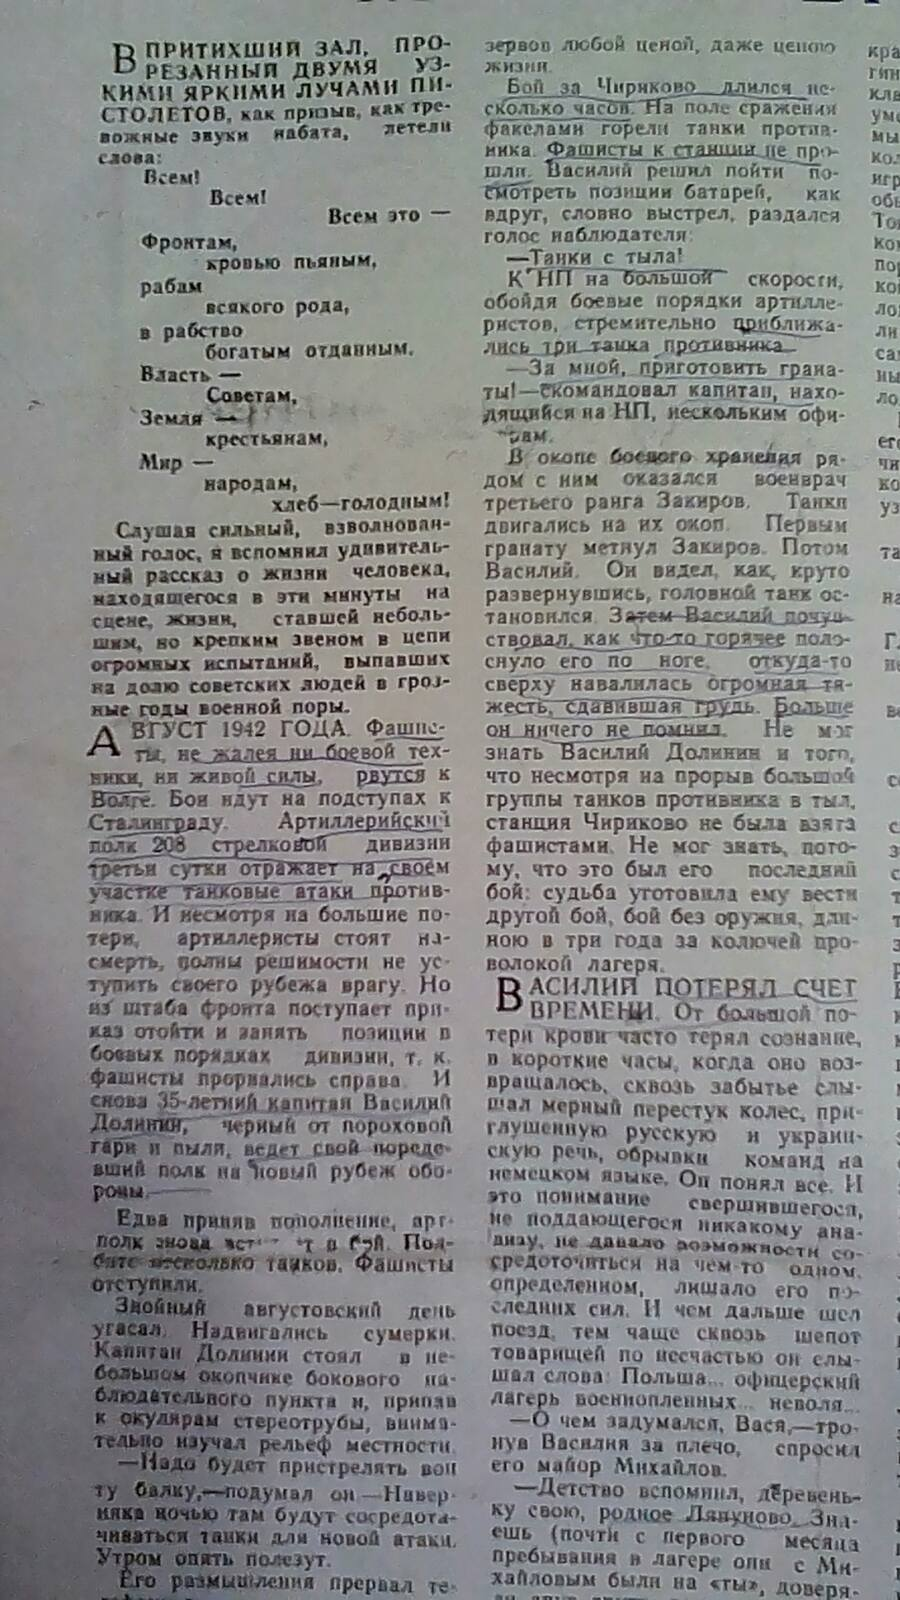 В ПРИТИХШИЙ ЗАЛ, ПРО-
РЕЗАННЫЙ ДВУМЯ УЗ-
КИМИ ЯРКИМИ ЛУЧАМИ ПИ-
СТОЛЕТОВ, как призыв, как тре-
вожные звуки набата, летели
слова:
Всем!
Всем!
Всем это —
Фронтам,
кровью пьяным,
рабам
всякого рода,
в рабство
богатым отданным.
Власть —
Советам,
Земля —
крестьянам,
Мир —
народам,
хлеб—голодным!
Слушая сильный, взволнован-
ный голос, я вспомнил удивитель-
ный рассказ о жизни человека,
находящегося в эти минуты на
сцене, жизни, ставшей неболь-
шим, но крепким звеном в цепи
огромных испытаний, выпавших
на долю советских людей в гроз-
ные годы военной поры.
АВГУСТ 1942 ГОДА. Фашис-
ты, не жалея ни боевой тех-
ники, ни живой силы, рвутся к
Волге. Бои идут на подступах к
Сталинграду. Артиллерийский
полк 208 стрелковой дивизии
третьи сутки отражает на своем
участке танковые атаки против-
ника. И несмотря на большие по-
тери, артиллеристы стоят на-
смерть, полны решимости не ус-
тупить своего рубежа врагу. Но
из штаба фронта поступает при-
каз отойти и занять позиции в
боевых порядках дивизии, т. к.
фашисты прорвались справа. И
снова 35-летний капитан Василий
Долинин, черный от пороховой
гари и пыли, ведет свой пореде-
вший полк на новый рубеж обо-
роны.
Едва приняв пополнение, арт-
полк снова в бой. Под-
бито несколько танков. Фашисты
отступили.
Знойный августовский день
угасал. Надвигались сумерки.
Капитан Долинин стоял в не-
большом окопчике бокового на-
блюдательного пункта и, припав
к окулярам стереотрубы, внима-
тельно изучал рельеф местности.
—Надо будет пристрелять вон
ту балку,—подумал он.—Навер-
няка ночью там будут сосредота-
чиваться танки для новой атаки.
Утром опять полезут.
Его размышления прервал те-
зервов любой ценой, даже ценою
жизни.
Бой за Чириково длился не-
сколько часов. На поле сражения
факелами горели танки против-
ника. Фашисты к станции не про-
шли. Василий решил пойти по-
смотреть позиции батарей, как
вдруг, словно выстрел, раздался
голос наблюдателя:
—Танки с тыла!
К НП на большой скорости,
обойдя боевые порядки артилле-
ристов, стремительно приближа-
лись три танка противника.
—За мной, приготовить грана-
ты!—скомандовал капитан, нахо-
дящийся на НП, нескольким офи-
рам.
В окопе боевого хранения ря-
дом с ним оказался военврач
третьего ранга Закиров. Танки
двигались на их окоп. Первым
гранату метнул Закиров. Потом
Василий. Он видел, как, круто
развернувшись, головной танк ос-
тановился. Затем Василий почув-
ствовал, как что-то горячее поло-
снуло его по ноге, откуда-то
сверху навалилась огромная тя-
жесть, сдавившая грудь. Больше
он ничего не помнил. Не мог
знать Василий Долинин и того,
что несмотря на прорыв большой
группы танков противника в тыл,
станция Чириково не была взята
фашистами. Не мог знать, пото-
му, что это был его последний
бой: судьба уготовила ему вести
другой бой, бой без оружия, дли-
ною в три года за колючей про-
волокой лагеря.
ВАСИЛИЙ ПОТЕРЯЛ СЧЕТ
ВРЕМЕНИ. От большой по-
тери крови часто терял сознание,
в короткие часы, когда оно воз-
вращалось, сквозь забытье слы-
шал мерный перестук колес, при-
глушенную русскую и украин-
скую речь, обрывки команд на
немецком языке. Он понял все. И
это понимание свершившегося,
не поддающегося никакому ана-
лизу, не давало возможности со-
средоточиться на чем-то одном,
определенном, лишало его по-
следних сил. И чем дальше шел
поезд, тем чаще сквозь шепот
товарищей по несчастью он слы-
шал слова: Польша... офицерский
лагерь военнопленных... неволя...
—О чем задумался, Вася,—тро-
нув Василия за плечо, спросил
его майор Михайлов.
—Детство вспомнил, деревень-
ку свою, родное Ляпуново. Зна-
ешь (почти с первого месяца
пребывания в лагере они с Ми-
хайловым были на «ты», доверя-